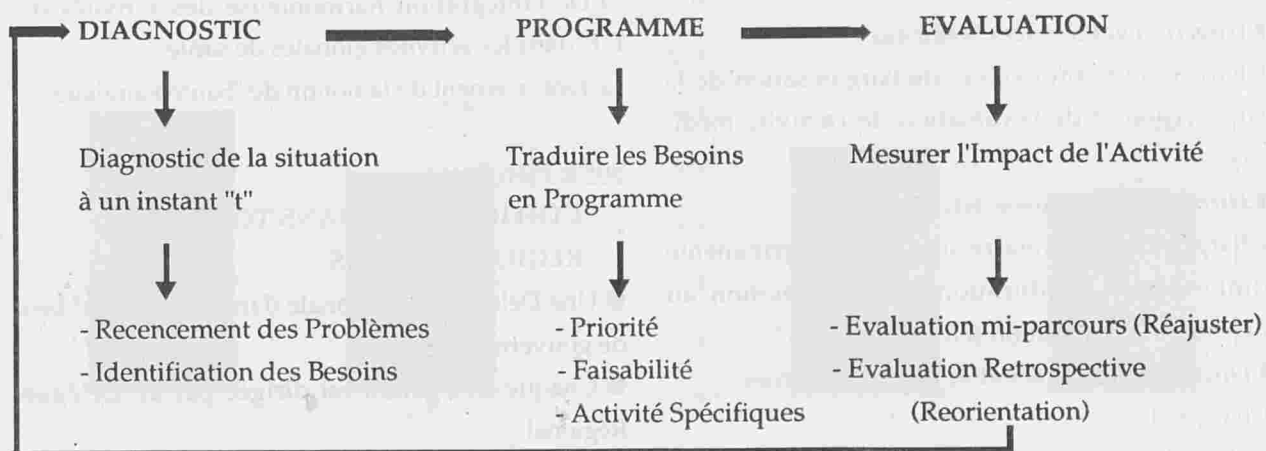 DIAGNOSTIC
PROGRAMME
EVALUATION
Diagnostic de la situation
à un instant "t"
Traduire les Besoins
en Programme
Mesurer l'Impact de l'Activité
- Recencement des Problèmes
- Identification des Besoins
- Priorité
- Faisabilité
- Activité Spécifiques
- Evaluation mi-parcours (Réajuster)
- Evaluation Retrospective
(Reorientation)